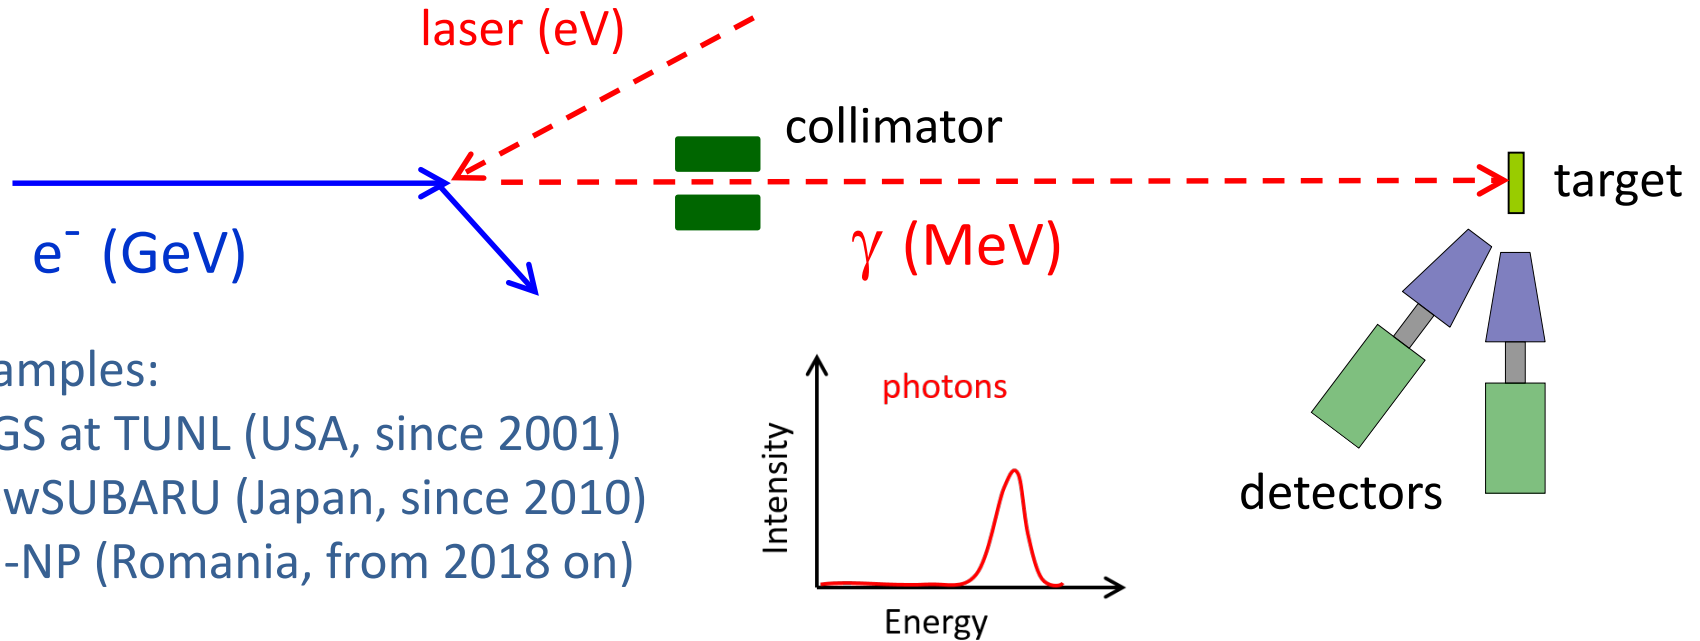 laser (eV)
collimator
target
e⁻ (GeV)
γ (MeV)
amples:
GS at TUNL (USA, since 2001)
wSUBARU (Japan, since 2010)
-NP (Romania, from 2018 on)
photons
Intensity
Energy
detectors